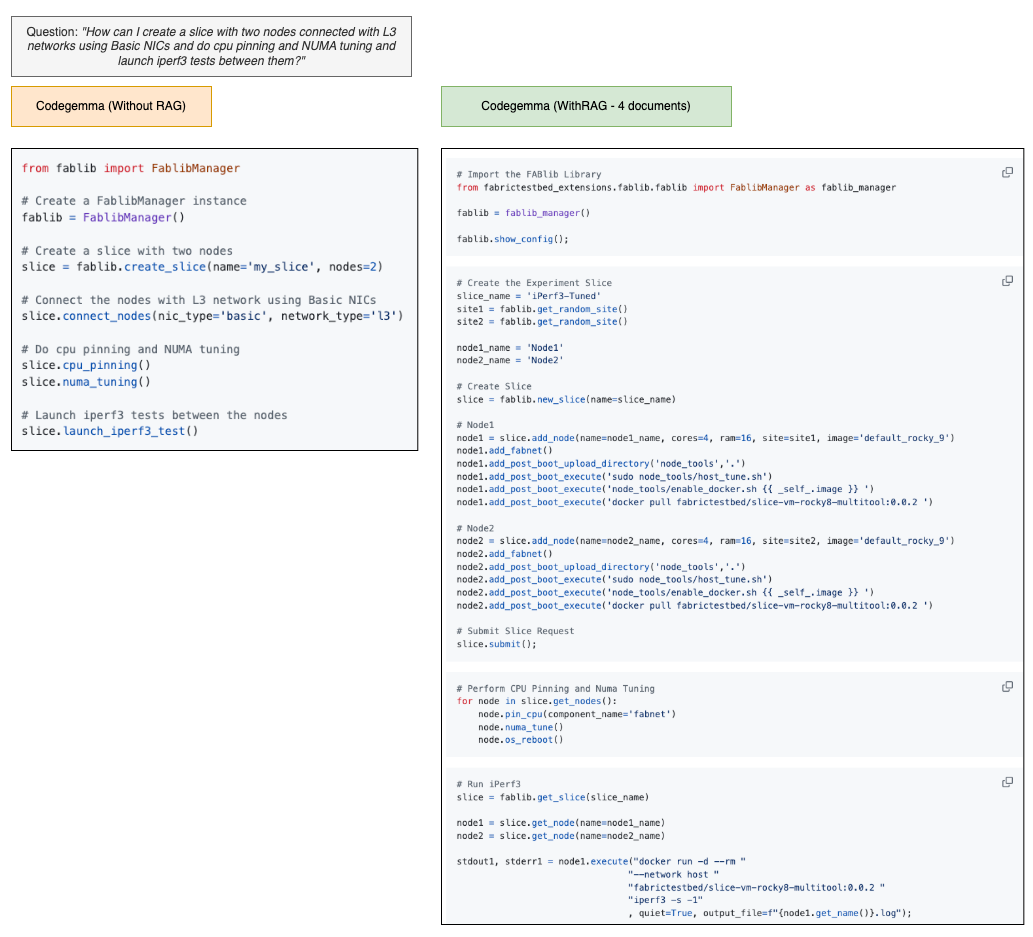 Question: "How can I create a slice with two nodes connected with L3
networks using Basic NICs and do cpu pinning and NUMA tuning and
launch iperf3 tests between them?"
Codegemma (Without RAG)
Codegemma (WithRAG - 4 documents)
from fablib import FablibManager
# Create a FablibManager instance
fablib = FablibManager()
# Create a slice with two nodes
slice = fablib.create_slice(name='my_slice', nodes=2)
# Connect the nodes with L3 network using Basic NICs
slice.connect_nodes(nic_type='basic', network_type='l3')
# Do cpu pinning and NUMA tuning
slice.cpu_pinning()
slice.numa_tuning()
# Launch iperf3 tests between the nodes
slice.launch_iperf3_test()
# Import the FABlib Library
from fabrictestbed_extensions.fablib.fablib import FablibManager as fablib_manager
fablib = fablib_manager()
fablib.show_config();
# Create the Experiment Slice
slice_name = 'iPerf3-Tuned'
site1 = fablib.get_random_site()
site2 = fablib.get_random_site()
node1_name = 'Node1'
node2_name = 'Node2'
# Create Slice
slice = fablib.new_slice(name=slice_name)
# Node1
node1 = slice.add_node(name=node1_name, cores=4, ram=16, site=site1, image='default_rocky_9')
node1.add_fabnet()
node1.add_post_boot_upload_directory('node_tools','.')
node1.add_post_boot_execute('sudo node_tools/host_tune.sh')
node1.add_post_boot_execute('node_tools/enable_docker.sh {{ _self_.image }} ')
node1.add_post_boot_execute('docker pull fabrictestbed/slice-vm-rocky8-multitool:0.0.2 ')
# Node2
node2 = slice.add_node(name=node2_name, cores=4, ram=16, site=site2, image='default_rocky_9')
node2.add_fabnet()
node2.add_post_boot_upload_directory('node_tools','.')
node2.add_post_boot_execute('sudo node_tools/host_tune.sh')
node2.add_post_boot_execute('node_tools/enable_docker.sh {{ _self_.image }} ')
node2.add_post_boot_execute('docker pull fabrictestbed/slice-vm-rocky8-multitool:0.0.2 ')
# Submit Slice Request
slice.submit();
# Perform CPU Pinning and Numa Tuning
for node in slice.get_nodes():
    node.pin_cpu(component_name='fabnet')
    node.numa_tune()
    node.os_reboot()
# Run iPerf3
slice = fablib.get_slice(slice_name)
node1 = slice.get_node(name=node1_name)
node2 = slice.get_node(name=node2_name)
stdout1, stderr1 = node1.execute("docker run -d --rm "
"--network host "
"fabrictestbed/slice-vm-rocky8-multitool:0.0.2 "
"iperf3 -s -1"
, quiet=True, output_file=f"{node1.get_name()}.log");